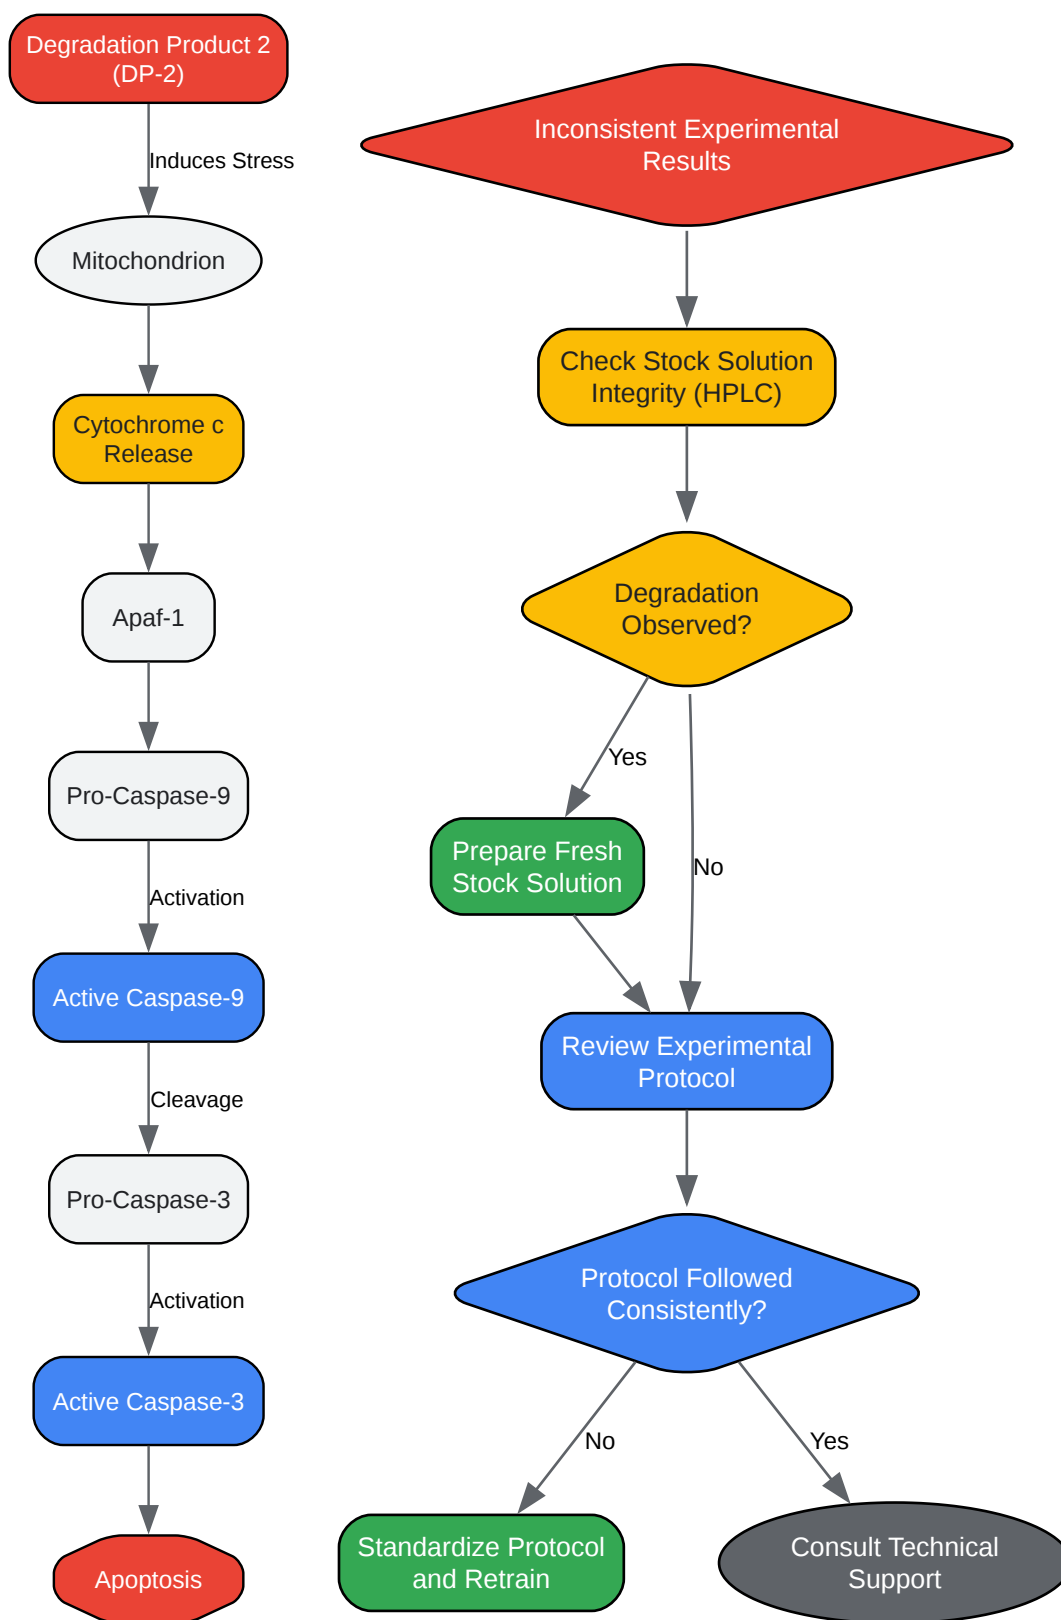 Degradation Product 2
(DP-2)
Induces Stress
Mitochondrion
Cytochrome c
Release
Apaf-1
Pro-Caspase-9
Activation
Active Caspase-9
Cleavage
Pro-Caspase-3
Activation
Active Caspase-3
Apoptosis
Inconsistent Experimental
Results
Check Stock Solution
Integrity (HPLC)
Degradation
Observed?
Yes
No
Prepare Fresh
Stock Solution
Review Experimental
Protocol
Protocol Followed
Consistently?
No
Yes
Standardize Protocol
and Retrain
Consult Technical
Support